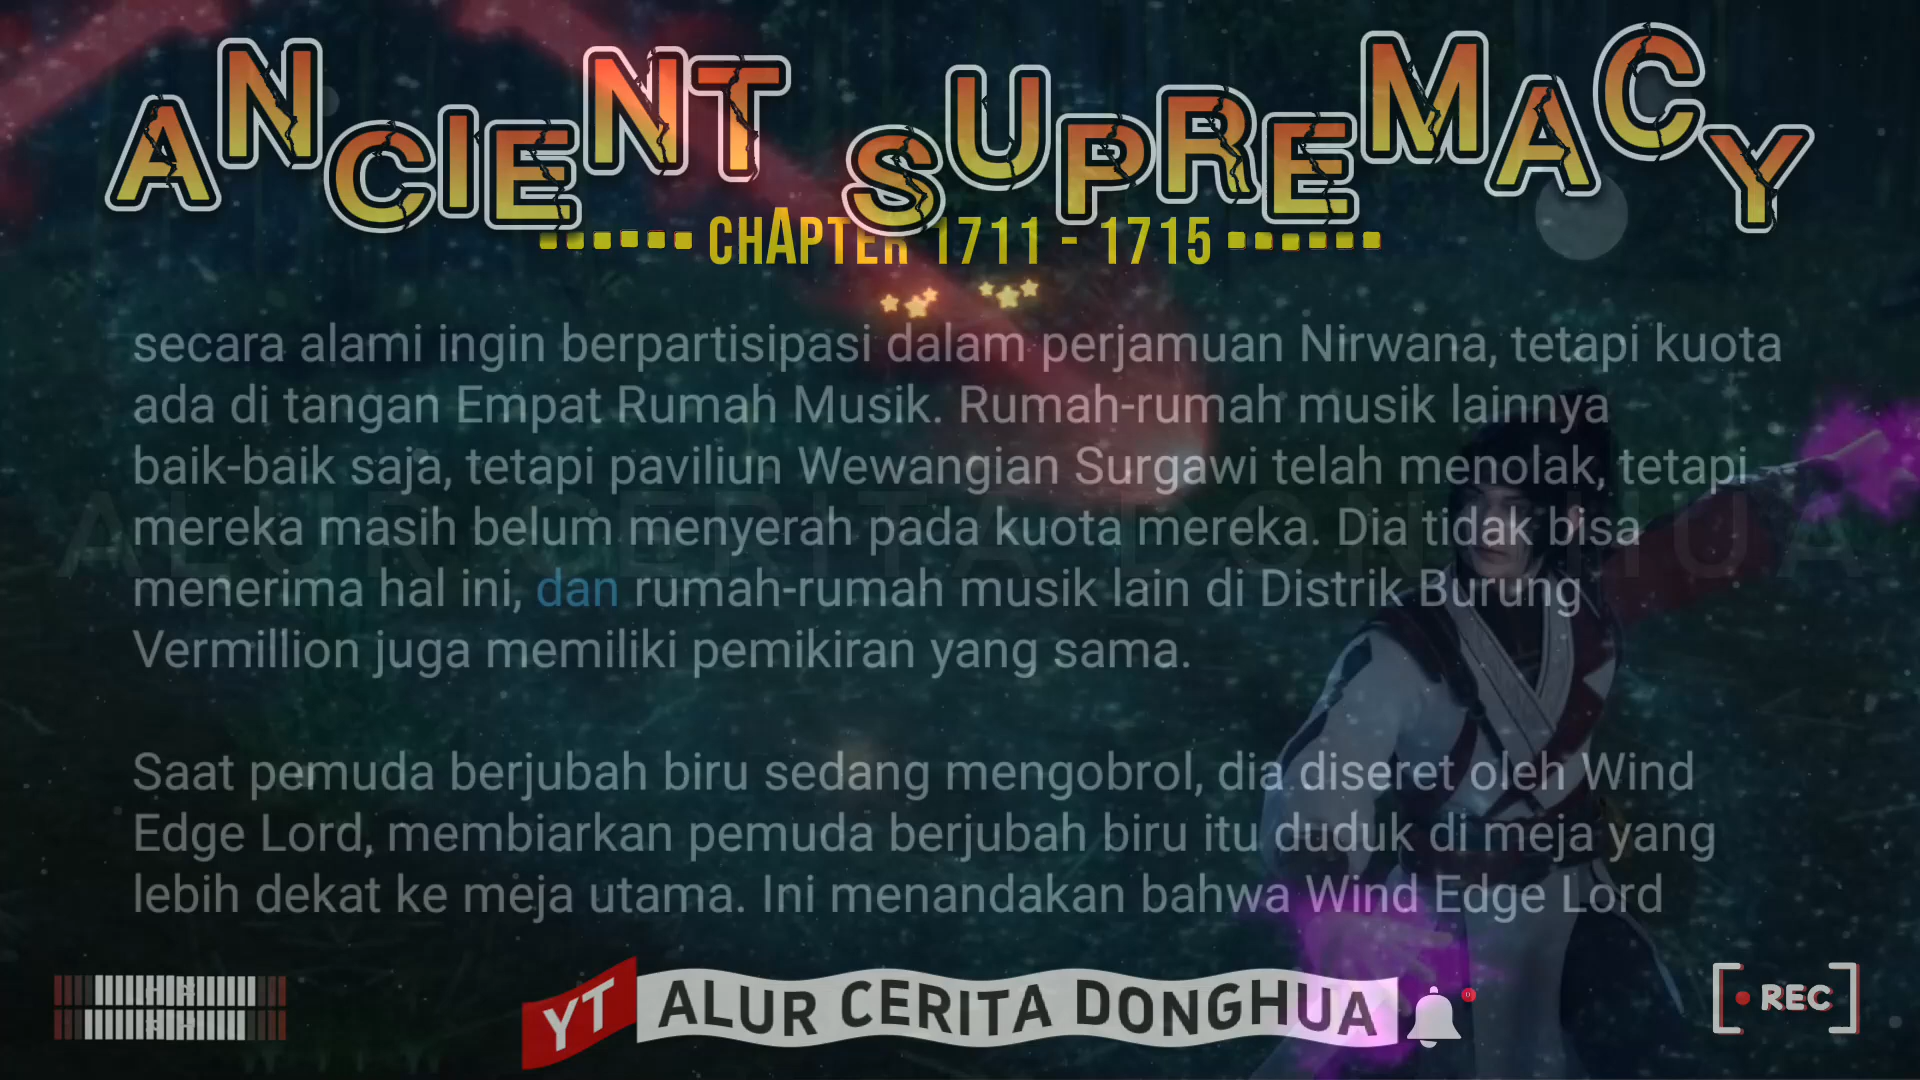 ANCIENT SUPREMACY
CHAPTER 1711 - 1715
secara alami ingin berpartisipasi dalam perjamuan Nirwana, tetapi kuota
ada di tangan Empat Rumah Musik. Rumah-rumah musik lainnya
baik-baik saja, tetapi paviliun Wewangian Surgawi telah menolak, tetapi
mereka masih belum menyerah pada kuota mereka. Dia tidak bisa
menerima hal ini, dan rumah-rumah musik lain di Distrik Burung
Vermillion juga memiliki pemikiran yang sama.
Saat pemuda berjubah biru sedang mengobrol, dia diseret oleh Wind
Edge Lord, membiarkan pemuda berjubah biru itu duduk di meja yang
lebih dekat ke meja utama. Ini menandakan bahwa Wind Edge Lord
ALUR CERITA DONGHUA
YT ALUR CERITA DONGHUA
REC